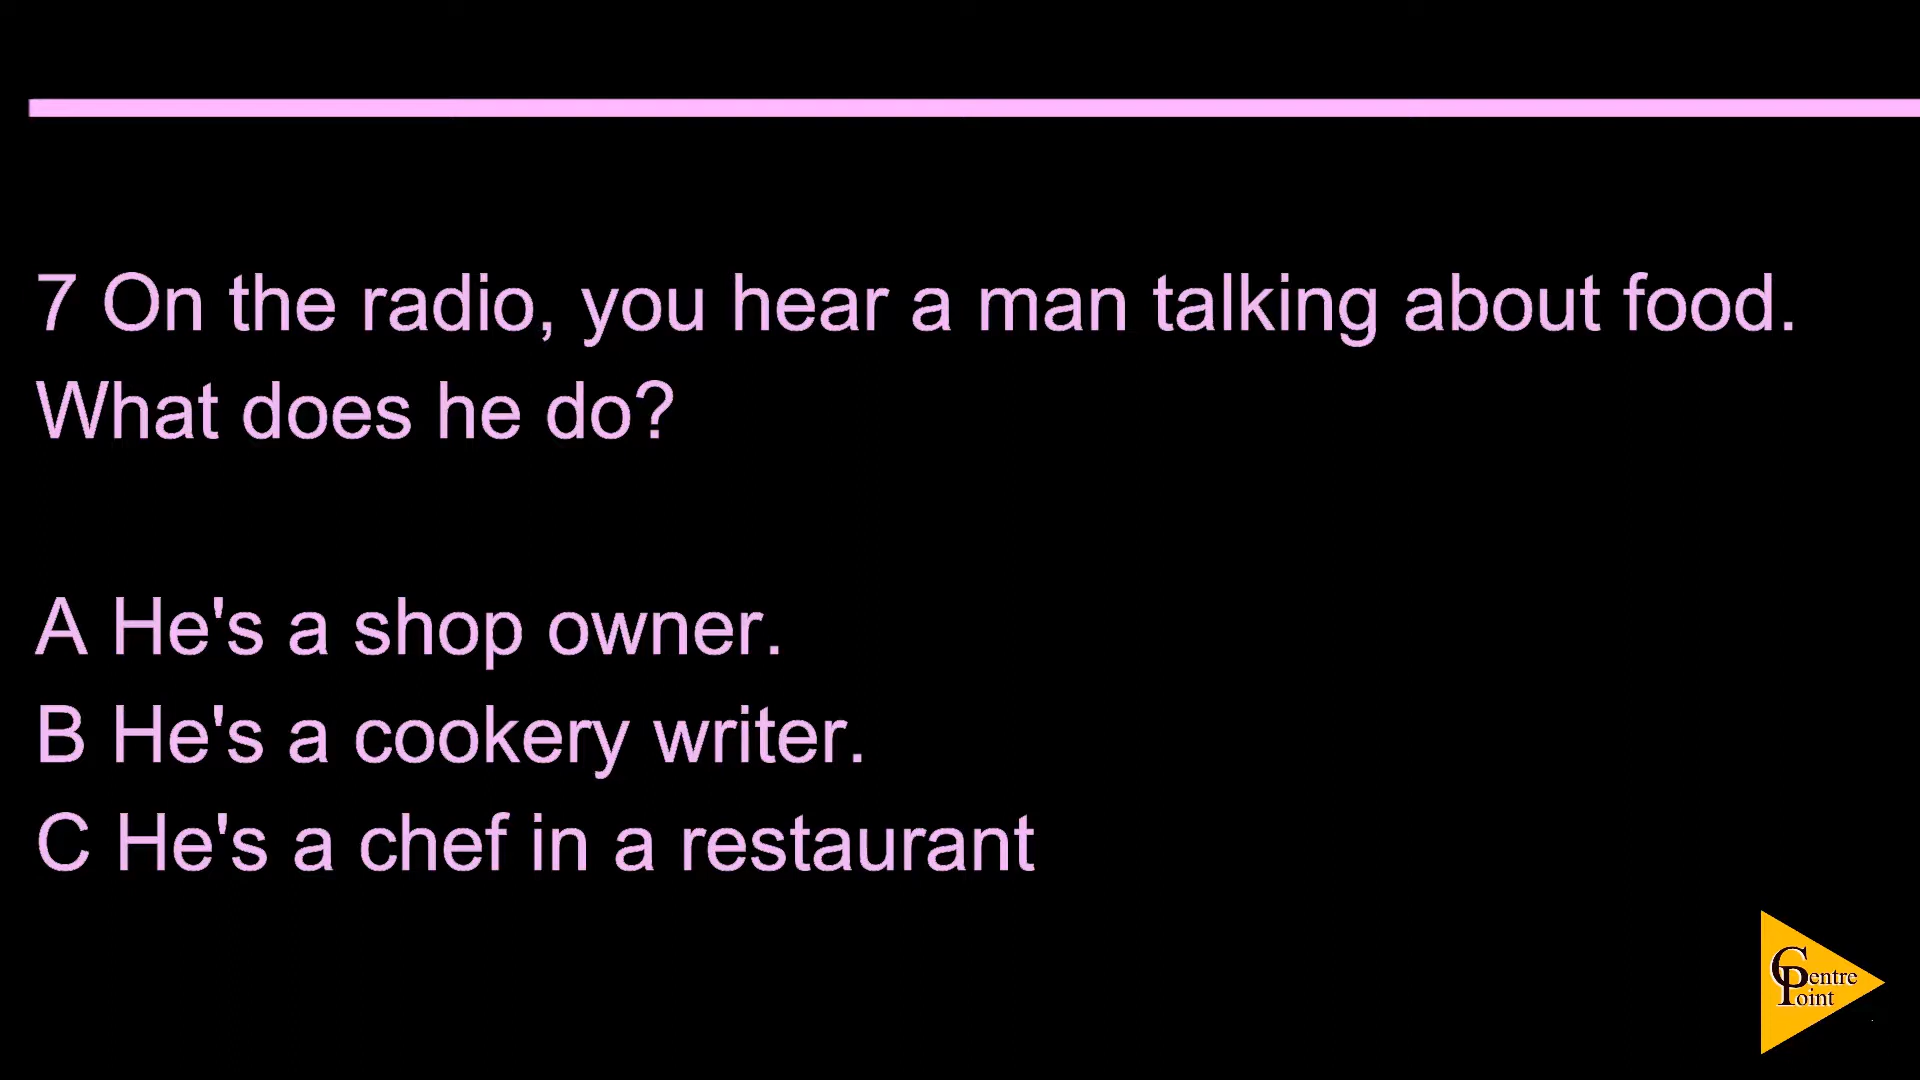 7 On the radio, you hear a man talking about food.
What does he do?
A He's a shop owner.
B He's a cookery writer.
C He's a chef in a restaurant
Centre
Point